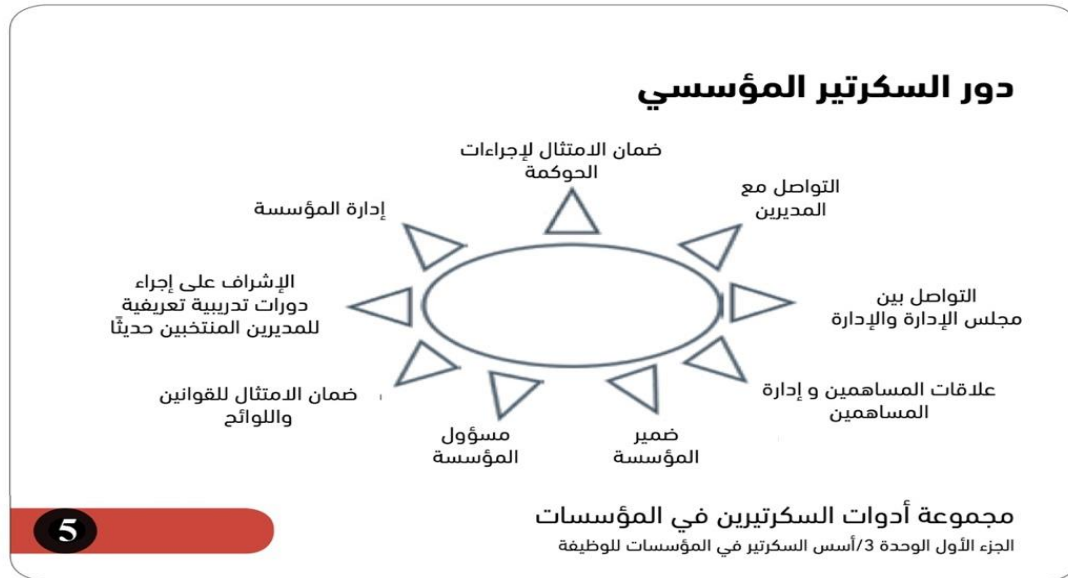 دور السكرتير المؤسسي
ضمان الامتثال لإجراءات
الحوكمة
التواصل مع
المديرين
إدارة المؤسسة
التواصل بين
مجلس الإدارة والإدارة
الإشراف على إجراء
دورات تدريبية تعريفية
للمديرين المنتخبين حديثًا
علاقات المساهمين و إدارة
المساهمين
ضمان الامتثال للقوانين
واللوائح
ضمير
المؤسسة
مسؤول
المؤسسة
مجموعة أدوات السكرتيرين في المؤسسات
الجزء الأول الوحدة 3/أسس السكرتير في المؤسسات للوظيفة
5